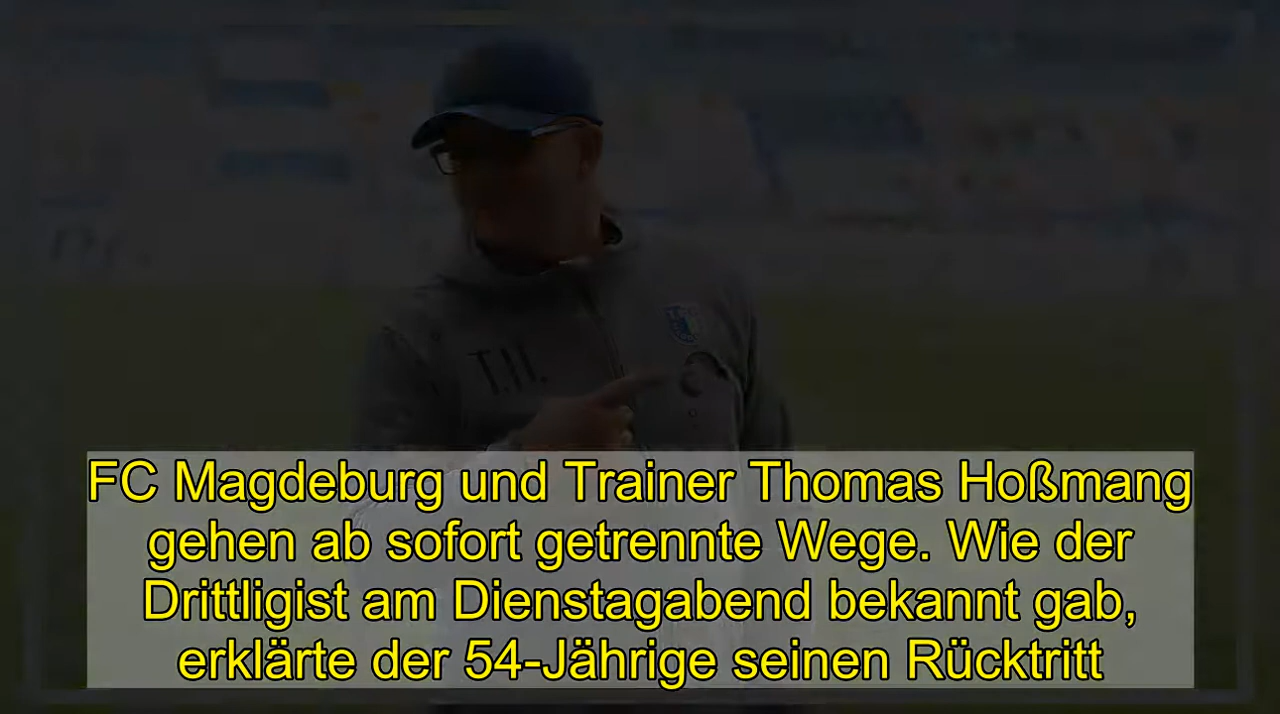 T.H.
FC Magdeburg und Trainer Thomas Hoßmang
gehen ab sofort getrennte Wege. Wie der
Drittligist am Dienstagabend bekannt gab,
erklärte der 54-Jährige seinen Rücktritt